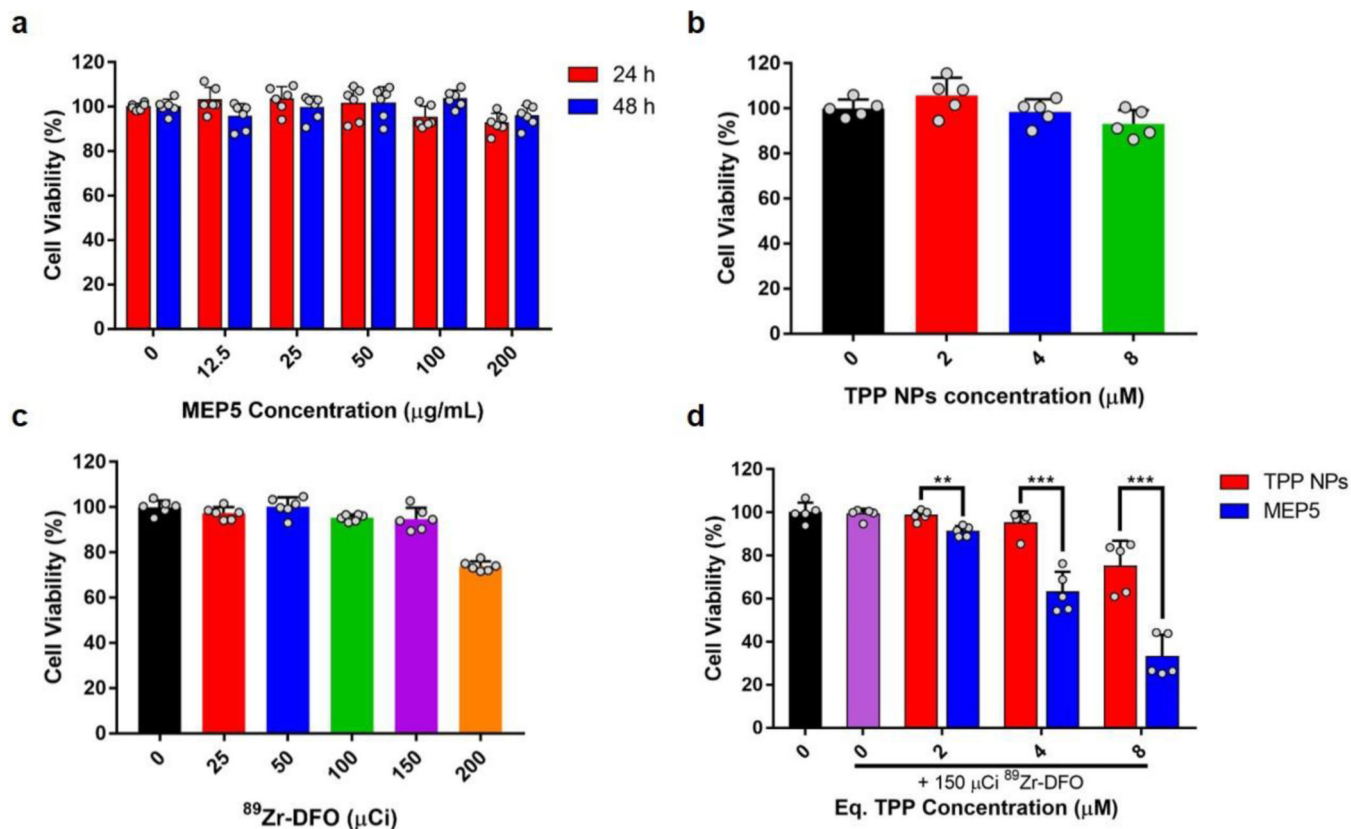 a
120
100
80
60
40
20
0
Cell Viability (%)
0 12.5 25 50 100 200
MEP5 Concentration (μg/mL)
24 h
48 h
b
120
100
80
60
40
20
0
Cell Viability (%)
0 2 4 8
TPP NPs concentration (μM)
c
120
100
80
60
40
20
0
Cell Viability (%)
0 25 50 100 150 200
⁸⁹Zr-DFO (μCi)
d
120
100
80
60
40
20
0
Cell Viability (%)
** *** ***
TPP NPs
MEP5
0 0 2 4 8
+ 150 μCi ⁸⁹Zr-DFO
Eq. TPP Concentration (μM)